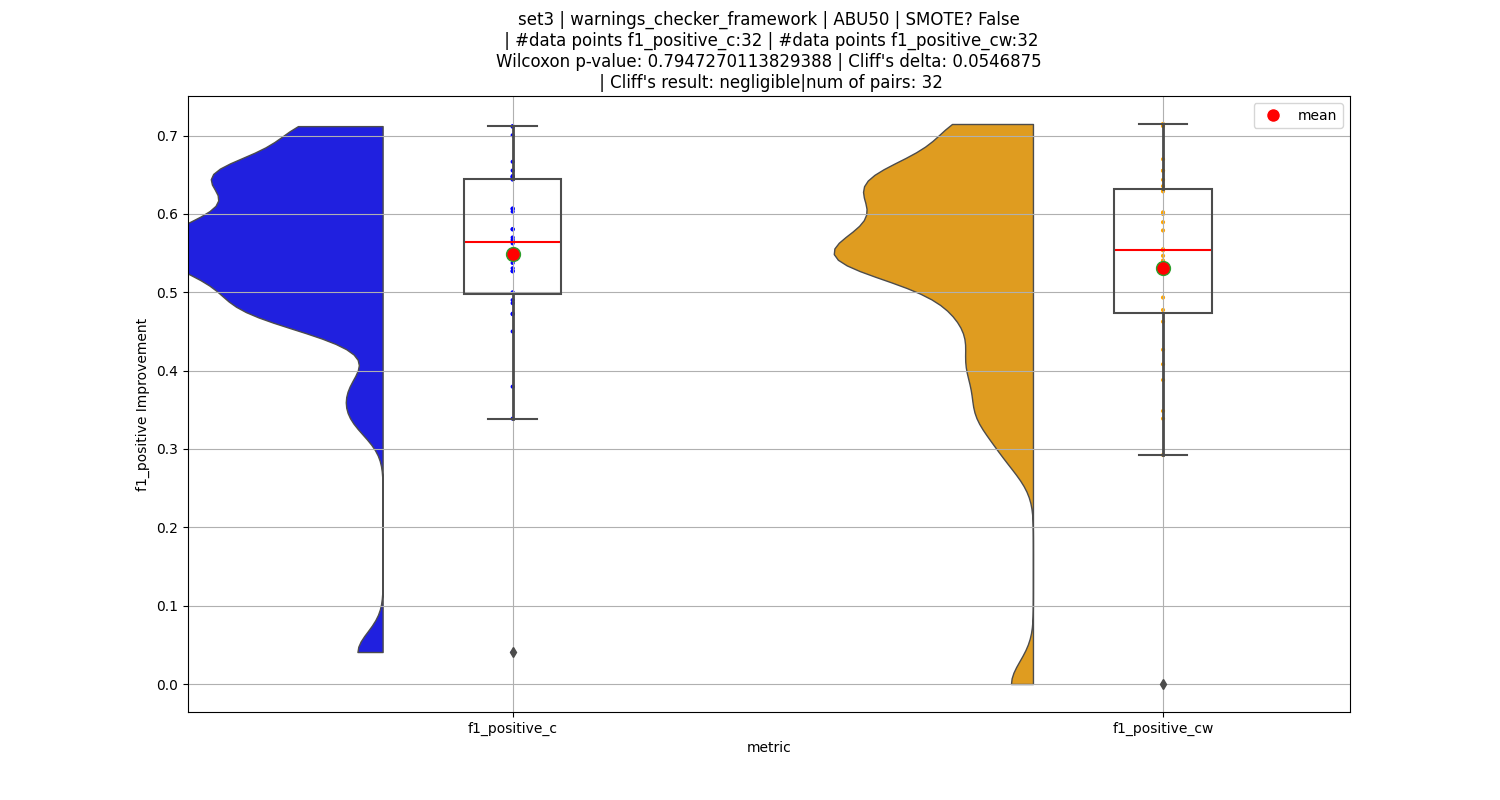 set3 | warnings_checker_framework | ABU50 | SMOTE? False
| #data points f1_positive_c:32 | #data points f1_positive_cw:32
Wilcoxon p-value: 0.7947270113829388 | Cliff's delta: 0.0546875
| Cliff's result: negligible|num of pairs: 32
mean
0.7
0.6
0.5
0.4
0.3
0.2
0.1
0.0
f1_positive Improvement
f1_positive_c
f1_positive_cw
metric